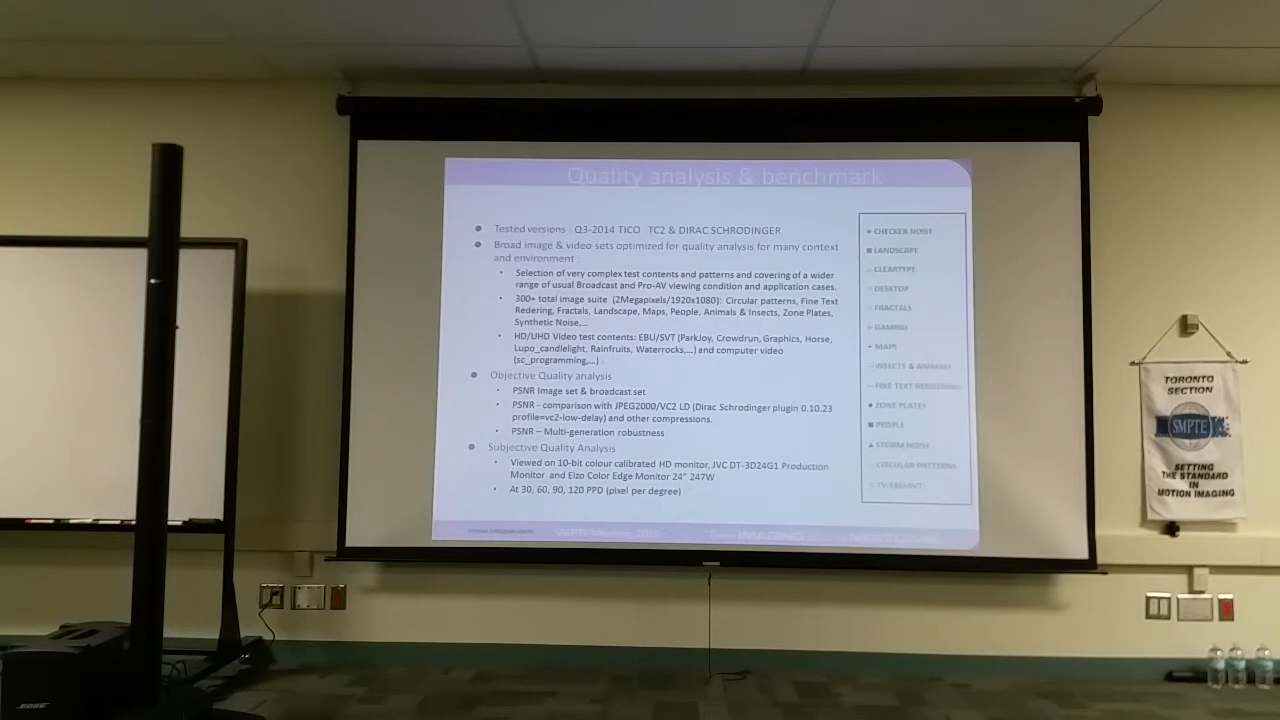 Quality analysis & benchmark
Tested versions : Q3-2014 TICO TC2 & DIRAC SCHRODINGER
Broad image & video sets optimized for quality analysis for many context
and environment :
Selection of very complex test contents and patterns and covering of a wider
range of usual Broadcast and Pro-AV viewing condition and application cases.
300+ total image suite (2Megapixels/1920x1080): Circular patterns, Fine Text
Redering, Fractals, Landscape, Maps, People, Animals & Insects, Zone Plates,
Synthetic Noise,...
HD/UHD Video test contents: EBU/SVT (ParkJoy, Crowdrun, Graphics, Horse,
Lupo_candlelight, Rainfruits, Waterrocks,...) and computer video
(sc_programming,...)
Objective Quality analysis
PSNR Image set & broadcast set
PSNR - comparison with JPEG2000/VC2 LD (Dirac Schrodinger plugin 0.10.23
profile=vc2-low-delay) and other compressions.
PSNR – Multi-generation robustness
Subjective Quality Analysis
Viewed on 10-bit colour calibrated HD monitor, JVC DT-3D24G1 Production
Monitor and Eizo Color Edge Monitor 24" 247W
At 30, 60, 90, 120 PPD (pixel per degree)
CHECKER NOISE
LANDSCAPE
CLEARTYPE
DESKTOP
FRACTALS
GAMING
MAPS
INSECTS & ANIMALS
FINE TEXT RENDERING
ZONE PLATES
PEOPLE
STORM NOISE
CIRCULAR PATTERNS
SMPTE Meeting
TORONTO
SECTION
SMPTE
SETTING
THE STANDARD
IN
MOTION IMAGING
BOSE